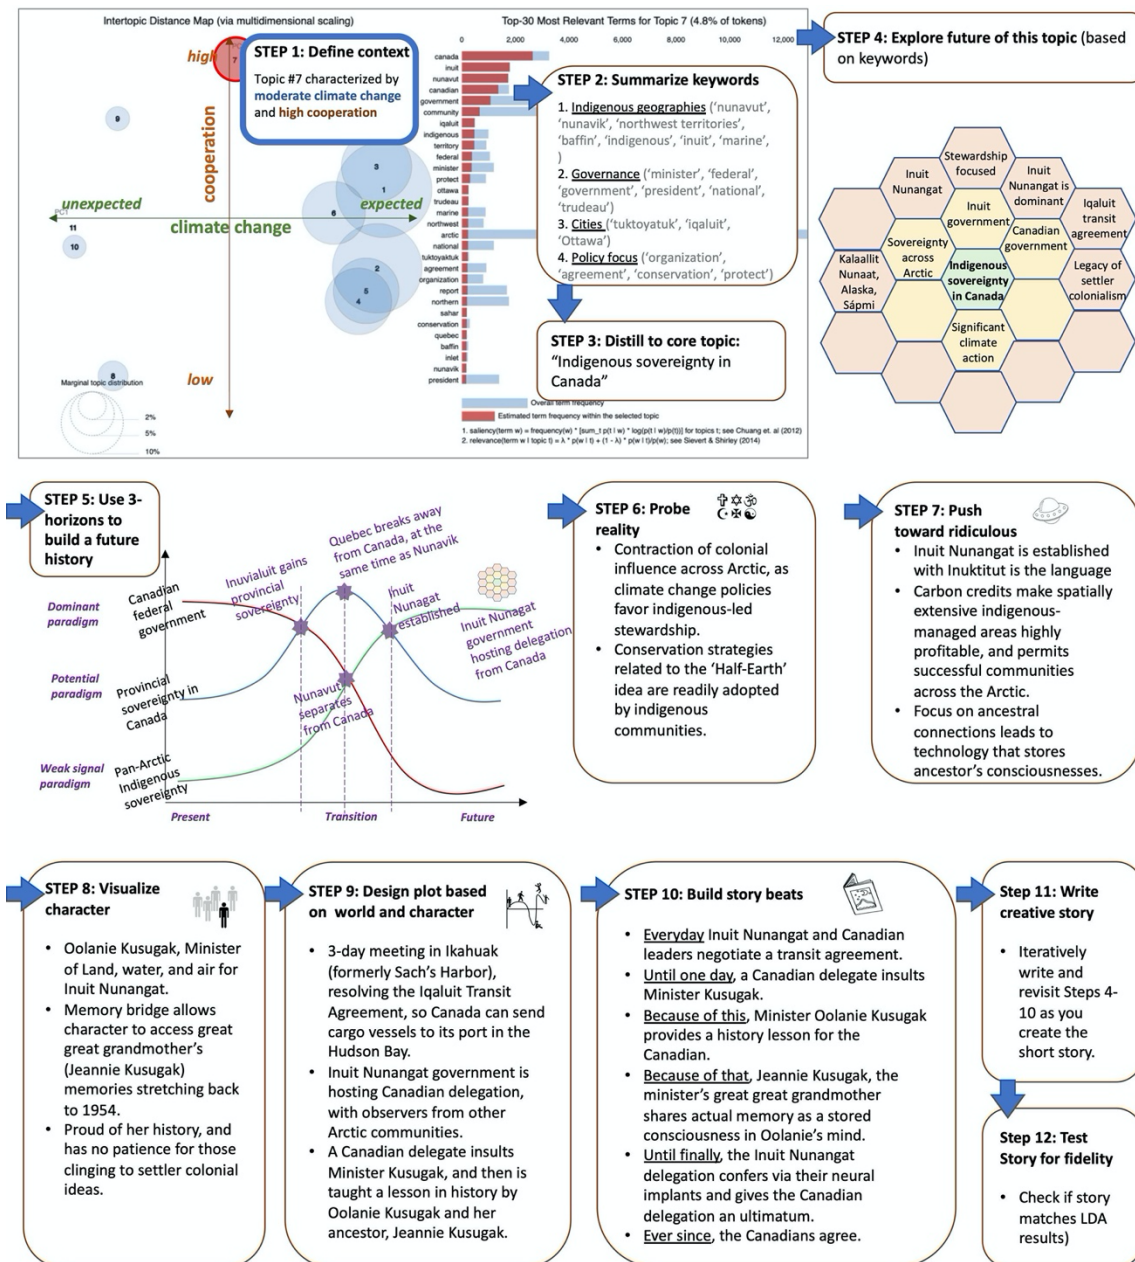 Intertopic Distance Map (via multidimensional scaling)
high
7
STEP 1: Define context
Topic #7 characterized by
moderate climate change
and high cooperation
cooperation
9
3
1
6
unexpected
expected
climate change
11
10
2
5
4
low
8
Marginal topic distribution
2%
5%
10%
Top-30 Most Relevant Terms for Topic 7 (4.8% of tokens)
0
2,000
4,000
6,000
8,000
10,000
12,000
canada
inuit
nunavut
canadian
government
community
iqaluit
indigenous
territory
federal
minister
protect
ottawa
trudeau
marine
northwest
arctic
national
tuktoyaktuk
agreement
organization
report
northern
sahar
conservation
quebec
baffin
inlet
nunavik
president
Overall term frequency
Estimated term frequency within the selected topic
1. saliency(term w) = frequency(w) * [sum_t p(t | w) * log(p(t | w)/p(t))] for topics t; see Chuang et. al (2012)
2. relevance(term w | topic t) = λ * p(w | t) + (1 - λ) * p(w | t)/p(w); see Sievert & Shirley (2014)
STEP 2: Summarize keywords
1. Indigenous geographies (‘nunavut’,
‘nunavik’, ‘northwest territories’,
‘baffin’, ‘indigenous’, ‘inuit’, ‘marine’,
)
2. Governance (‘minister’, ‘federal’,
‘government’, ‘president’, ‘national’,
‘trudeau’)
3. Cities (‘tuktoyatuk’, ‘iqaluit’,
‘Ottawa’)
4. Policy focus (‘organization’,
‘agreement’, ‘conservation’, ‘protect’)
STEP 3: Distill to core topic:
“Indigenous sovereignty in
Canada”
STEP 4: Explore future of this topic (based
on keywords)
Stewardship
focused
Inuit
Nunangat
Inuit
Nunangat is
dominant
Inuit
government
Iqaluit
transit
agreement
Sovereignty
across
Arctic
Canadian
government
Kalaallit
Nunaat,
Alaska,
Sápmi
Indigenous
sovereignty
in Canada
Legacy of
settler
colonialism
Significant
climate
action
STEP 5: Use 3-
horizons to
build a future
history
Dominant
paradigm
Canadian
federal
government
Inuvialuit gains
provincial
sovereignty
Quebec breaks away
from Canada, at the
same time as Nunavik
Inuit
Nunagat
established
Inuit Nunagat
government
hosting delegation
from Canada
Potential
paradigm
Provincial
sovereignty in
Canada
Nunavut
separates
from Canada
Weak signal
paradigm
Pan-Arctic
Indigenous
sovereignty
Present
Transition
Future
STEP 6: Probe
reality
• Contraction of colonial
influence across Arctic, as
climate change policies
favor indigenous-led
stewardship.
• Conservation strategies
related to the ‘Half-Earth’
idea are readily adopted
by indigenous
communities.
STEP 7: Push
toward ridiculous
• Inuit Nunangat is established
with Inuktitut is the language
• Carbon credits make spatially
extensive indigenous-
managed areas highly
profitable, and permits
successful communities
across the Arctic.
• Focus on ancestral
connections leads to
technology that stores
ancestor’s consciousnesses.
STEP 8: Visualize
character
• Oolanie Kusugak, Minister
of Land, water, and air for
Inuit Nunangat.
• Memory bridge allows
character to access great
great grandmother’s
(Jeannie Kusugak)
memories stretching back
to 1954.
• Proud of her history, and
has no patience for those
clinging to settler colonial
ideas.
STEP 9: Design plot based
on world and character
• 3-day meeting in Ikahuak
(formerly Sach’s Harbor),
resolving the Iqaluit Transit
Agreement, so Canada can send
cargo vessels to its port in the
Hudson Bay.
• Inuit Nunangat government is
hosting Canadian delegation,
with observers from other
Arctic communities.
• A Canadian delegate insults
Minister Kusugak, and then is
taught a lesson in history by
Oolanie Kusugak and her
ancestor, Jeannie Kusugak.
STEP 10: Build story beats
• Everyday Inuit Nunangat and Canadian
leaders negotiate a transit agreement.
• Until one day, a Canadian delegate insults
Minister Kusugak.
• Because of this, Minister Oolanie Kusugak
provides a history lesson for the
Canadian.
• Because of that, Jeannie Kusugak, the
minister’s great great grandmother
shares actual memory as a stored
consciousness in Oolanie’s mind.
• Until finally, the Inuit Nunangat
delegation confers via their neural
implants and gives the Canadian
delegation an ultimatum.
• Ever since, the Canadians agree.
Step 11: Write
creative story
• Iteratively
write and
revisit Steps 4-
10 as you
create the
short story.
Step 12: Test
Story for fidelity
• Check if story
matches LDA
results)